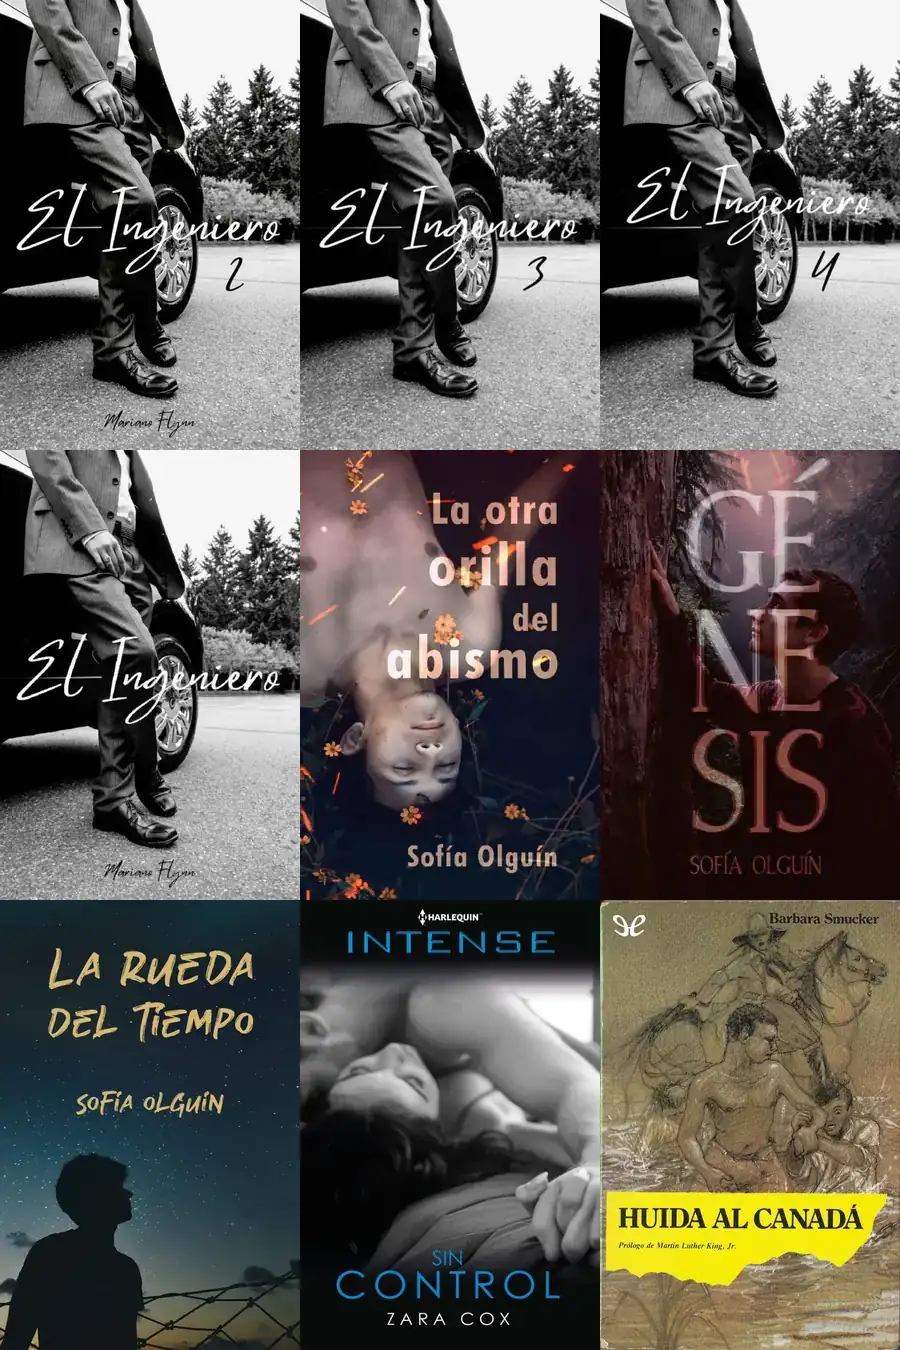 El Ingeniero
2
Mariano Flynn
El Ingeniero
3
El Ingeniero
4
El Ingeniero
Mariano Flynn
La otra
orilla
del
abismo
Sofía Olguín
GÉ
NE
SIS
SOFÍA OLGUÍN
LA RUEDA
DEL TIEMPO
SOFÍA OLGUÍN
HARLEQUIN™
INTENSE
SIN
CONTROL
ZARA COX
Barbara Smucker
HUIDA AL CANADÁ
Prólogo de Martin Luther King, Jr.